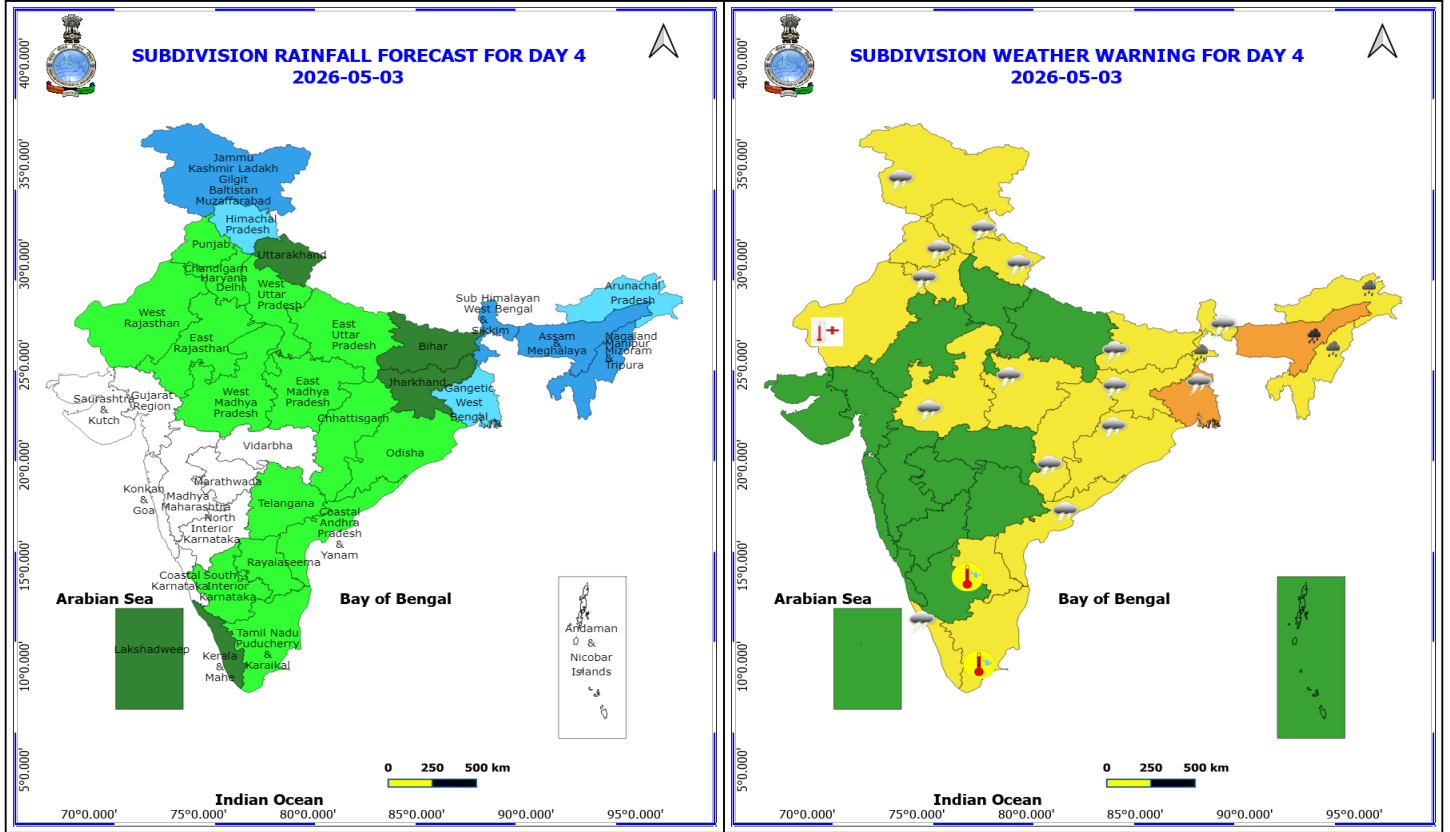 SUBDIVISION RAINFALL FORECAST FOR DAY 4
2026-05-03
40°0.000'
35°0.000'
30°0.000'
25°0.000'
20°0.000'
15°0.000'
10°0.000'
5°0.000'
Jammu
Kashmir Ladakh
Gilgit
Baltistan
Muzaffarabad
Himachal
Pradesh
Punjab
Uttarakhand
Chandigarh
Haryana
Delhi
West
Uttar
Pradesh
Arunachal
Pradesh
Sub Himalayan
West Bengal
&
Sikkim
West
Rajasthan
East
Rajasthan
East
Uttar
Pradesh
Bihar
Assam
&
Meghalaya
Nagaland
Manipur
Mizoram
&
Tripura
Jharkhand
Gangetic
West
Bengal
Saurashtra
&
Kutch
Gujarat
Region
West
Madhya
Pradesh
East
Madhya
Pradesh
Chhattisgarh
Vidarbha
Odisha
Konkan
&
Goa
Marathwada
Madhya
Maharashtra
North
Interior
Karnataka
Telangana
Coastal
Andhra
Pradesh
&
Yanam
Rayalaseema
Coastal
Karnataka
South
Interior
Karnataka
Arabian Sea
Bay of Bengal
Lakshadweep
Kerala
&
Mahe
Tamil Nadu
Puducherry
&
Karaikal
Andaman
&
Nicobar
Islands
0 250 500 km
Indian Ocean
70°0.000' 75°0.000' 80°0.000' 85°0.000' 90°0.000' 95°0.000'
SUBDIVISION WEATHER WARNING FOR DAY 4
2026-05-03
40°0.000'
35°0.000'
30°0.000'
25°0.000'
20°0.000'
15°0.000'
10°0.000'
5°0.000'
Arabian Sea
Bay of Bengal
0 250 500 km
Indian Ocean
70°0.000' 75°0.000' 80°0.000' 85°0.000' 90°0.000' 95°0.000'